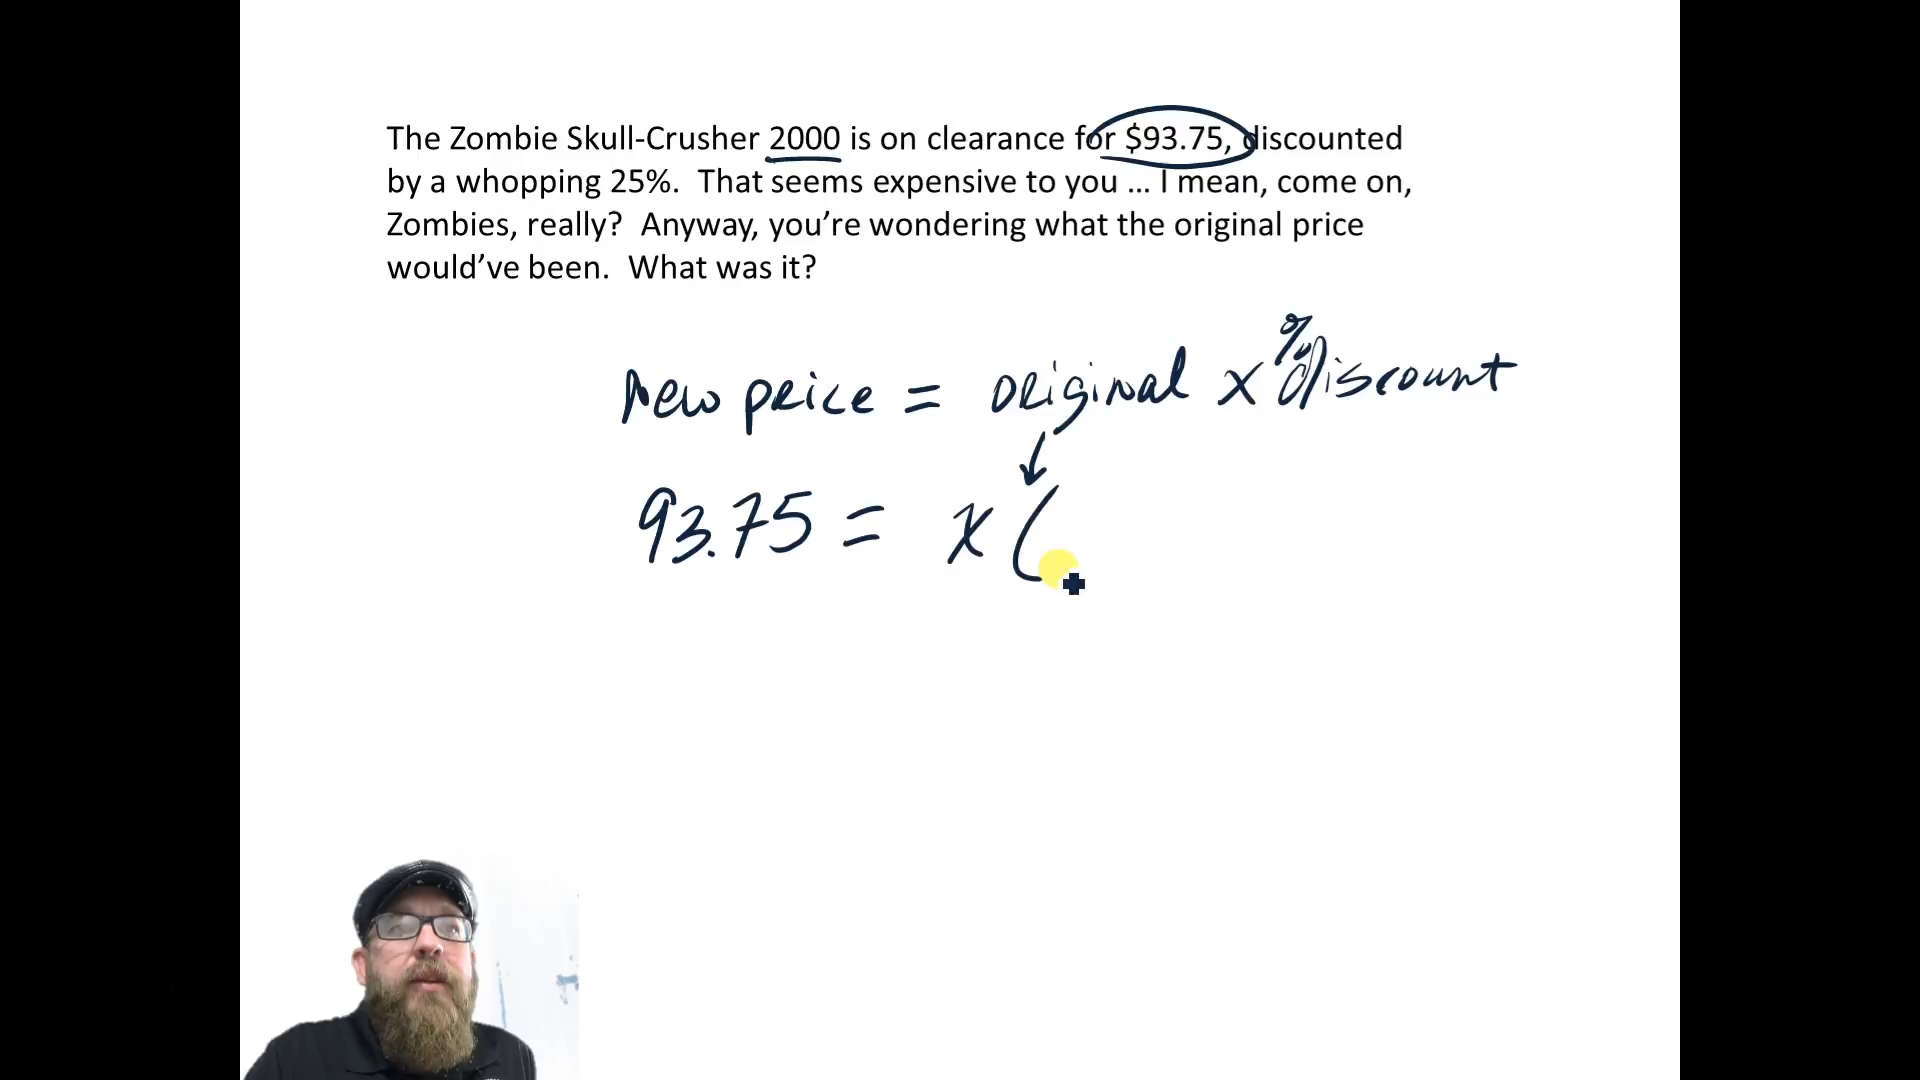 The Zombie Skull-Crusher 2000 is on clearance for $93.75, discounted
by a whopping 25%.  That seems expensive to you … I mean, come on,
Zombies, really?  Anyway, you’re wondering what the original price
would’ve been.  What was it?
New price = original x % discount
93.75 = x (